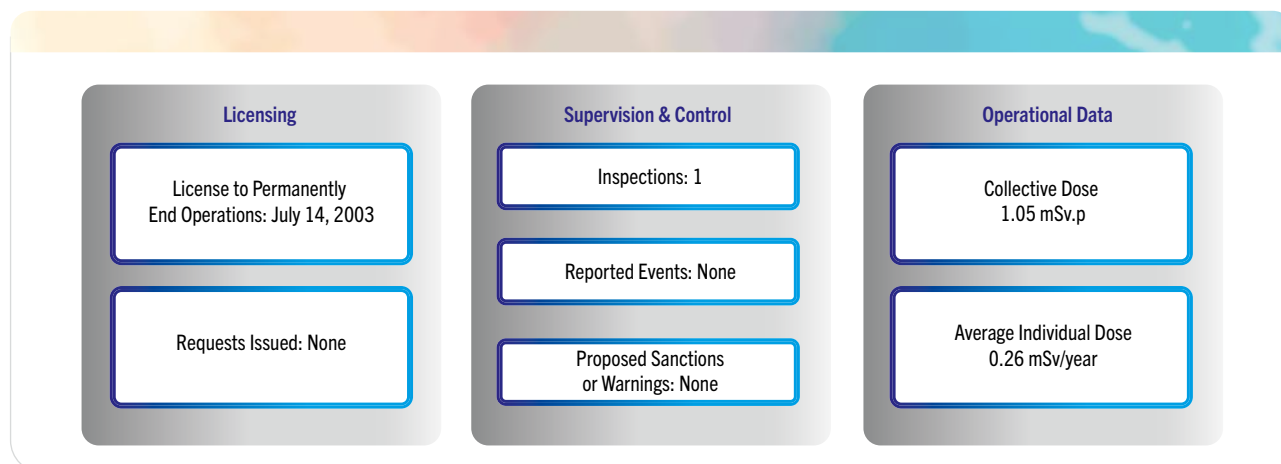 Licensing
License to Permanently
End Operations: July 14, 2003
Requests Issued: None
Supervision & Control
Inspections: 1
Reported Events: None
Proposed Sanctions
or Warnings: None
Operational Data
Collective Dose
1.05 mSv.p
Average Individual Dose
0.26 mSv/year